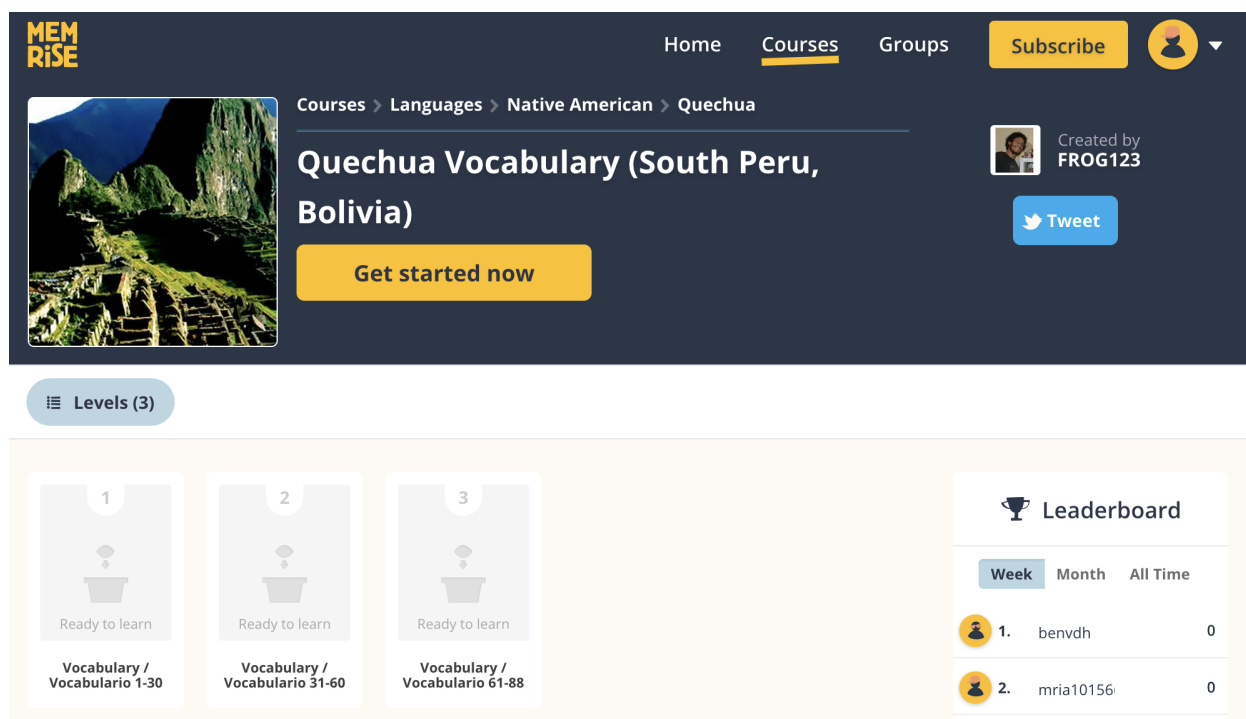 MEM
RiSE
Home Courses Groups Subscribe
Courses > Languages > Native American > Quechua
Quechua Vocabulary (South Peru,
Bolivia)
Get started now
Created by
FROG123
Tweet
Levels (3)
1
Ready to learn
Vocabulary /
Vocabulario 1-30
2
Ready to learn
Vocabulary /
Vocabulario 31-60
3
Ready to learn
Vocabulary /
Vocabulario 61-88
Leaderboard
Week Month All Time
1. benvdh 0
2. mria10156 0